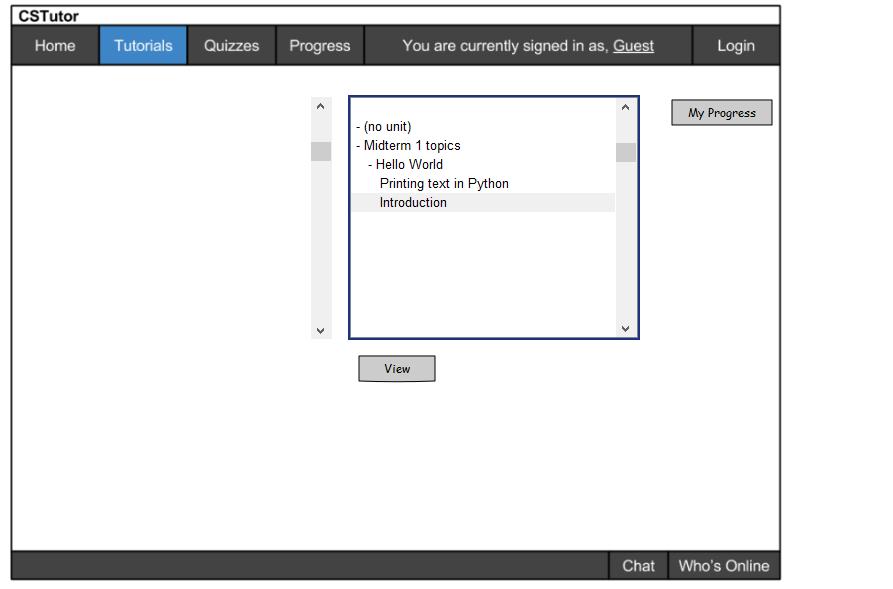 CSTutor
Home Tutorials Quizzes Progress You are currently signed in as, Guest Login
My Progress
- (no unit)
- Midterm 1 topics
- Hello World
Printing text in Python
Introduction
View
Chat Who's Online